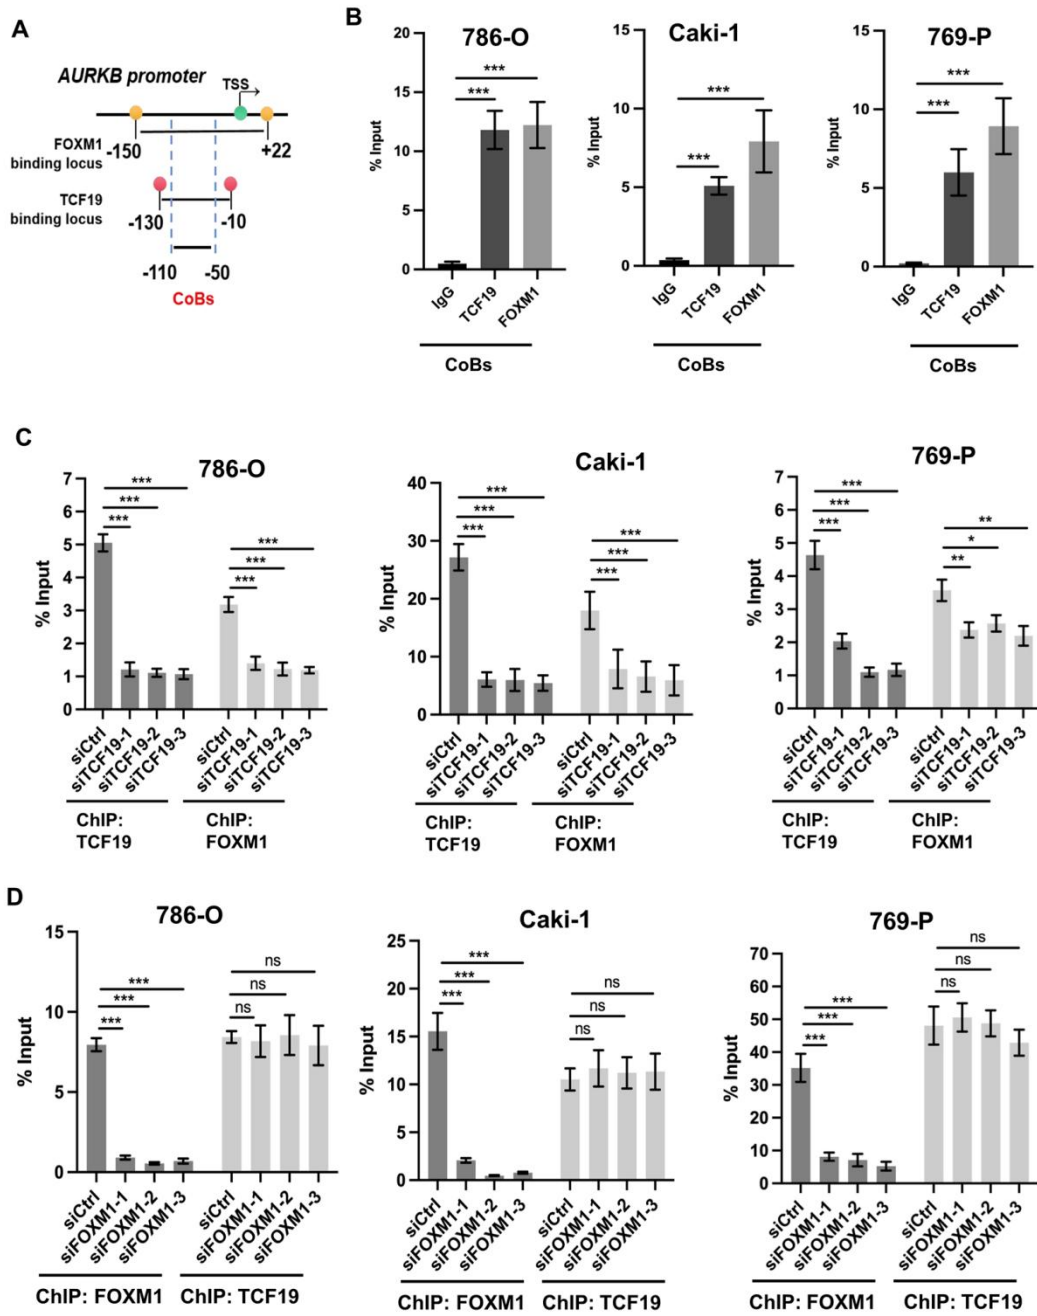 A
AURKB promoter
TSS
FOXM1
binding locus
-150
+22
TCF19
binding locus
-130
-10
-110
-50
CoBs
B
786-O
***
***
% Input
20
15
10
5
0
IgG
TCF19
FOXM1
CoBs
Caki-1
***
***
% Input
15
10
5
0
IgG
TCF19
FOXM1
CoBs
769-P
***
***
% Input
15
10
5
0
IgG
TCF19
FOXM1
CoBs
C
786-O
***
***
***
***
***
***
% Input
7
6
5
4
3
2
1
0
siCtrl
siTCF19-1
siTCF19-2
siTCF19-3
siCtrl
siTCF19-1
siTCF19-2
siTCF19-3
ChIP:
TCF19
ChIP:
FOXM1
Caki-1
***
***
***
***
***
***
% Input
40
30
20
10
0
siCtrl
siTCF19-1
siTCF19-2
siTCF19-3
siCtrl
siTCF19-1
siTCF19-2
siTCF19-3
ChIP:
TCF19
ChIP:
FOXM1
769-P
***
***
***
**
*
**
% Input
7
6
5
4
3
2
1
0
siCtrl
siTCF19-1
siTCF19-2
siTCF19-3
siCtrl
siTCF19-1
siTCF19-2
siTCF19-3
ChIP:
TCF19
ChIP:
FOXM1
D
786-O
***
***
***
ns
ns
ns
% Input
15
10
5
0
siCtrl
siFOXM1-1
siFOXM1-2
siFOXM1-3
siCtrl
siFOXM1-1
siFOXM1-2
siFOXM1-3
ChIP: FOXM1
ChIP: TCF19
Caki-1
***
***
***
ns
ns
ns
% Input
25
20
15
10
5
0
siCtrl
siFOXM1-1
siFOXM1-2
siFOXM1-3
siCtrl
siFOXM1-1
siFOXM1-2
siFOXM1-3
ChIP: FOXM1
ChIP: TCF19
769-P
***
***
***
ns
ns
ns
% Input
70
60
50
40
30
20
10
0
siCtrl
siFOXM1-1
siFOXM1-2
siFOXM1-3
siCtrl
siFOXM1-1
siFOXM1-2
siFOXM1-3
ChIP: FOXM1
ChIP: TCF19